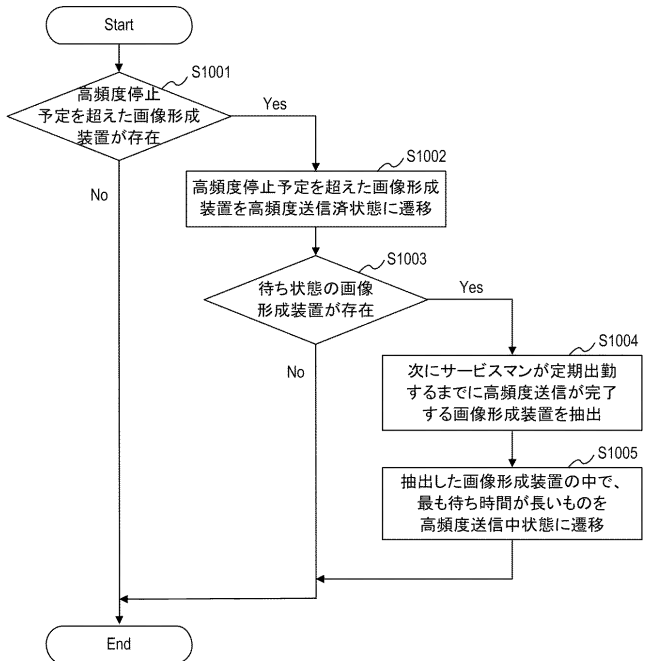 Start
S1001
高頻度停止
予定を超えた画像形成
装置が存在
Yes
No
S1002
高頻度停止予定を超えた画像形成
装置を高頻度送信済状態に遷移
S1003
待ち状態の画像
形成装置が存在
Yes
No
S1004
次にサービスマンが定期出勤
するまでに高頻度送信が完了
する画像形成装置を抽出
S1005
抽出した画像形成装置の中で、
最も待ち時間が長いものを
高頻度送信中状態に遷移
End